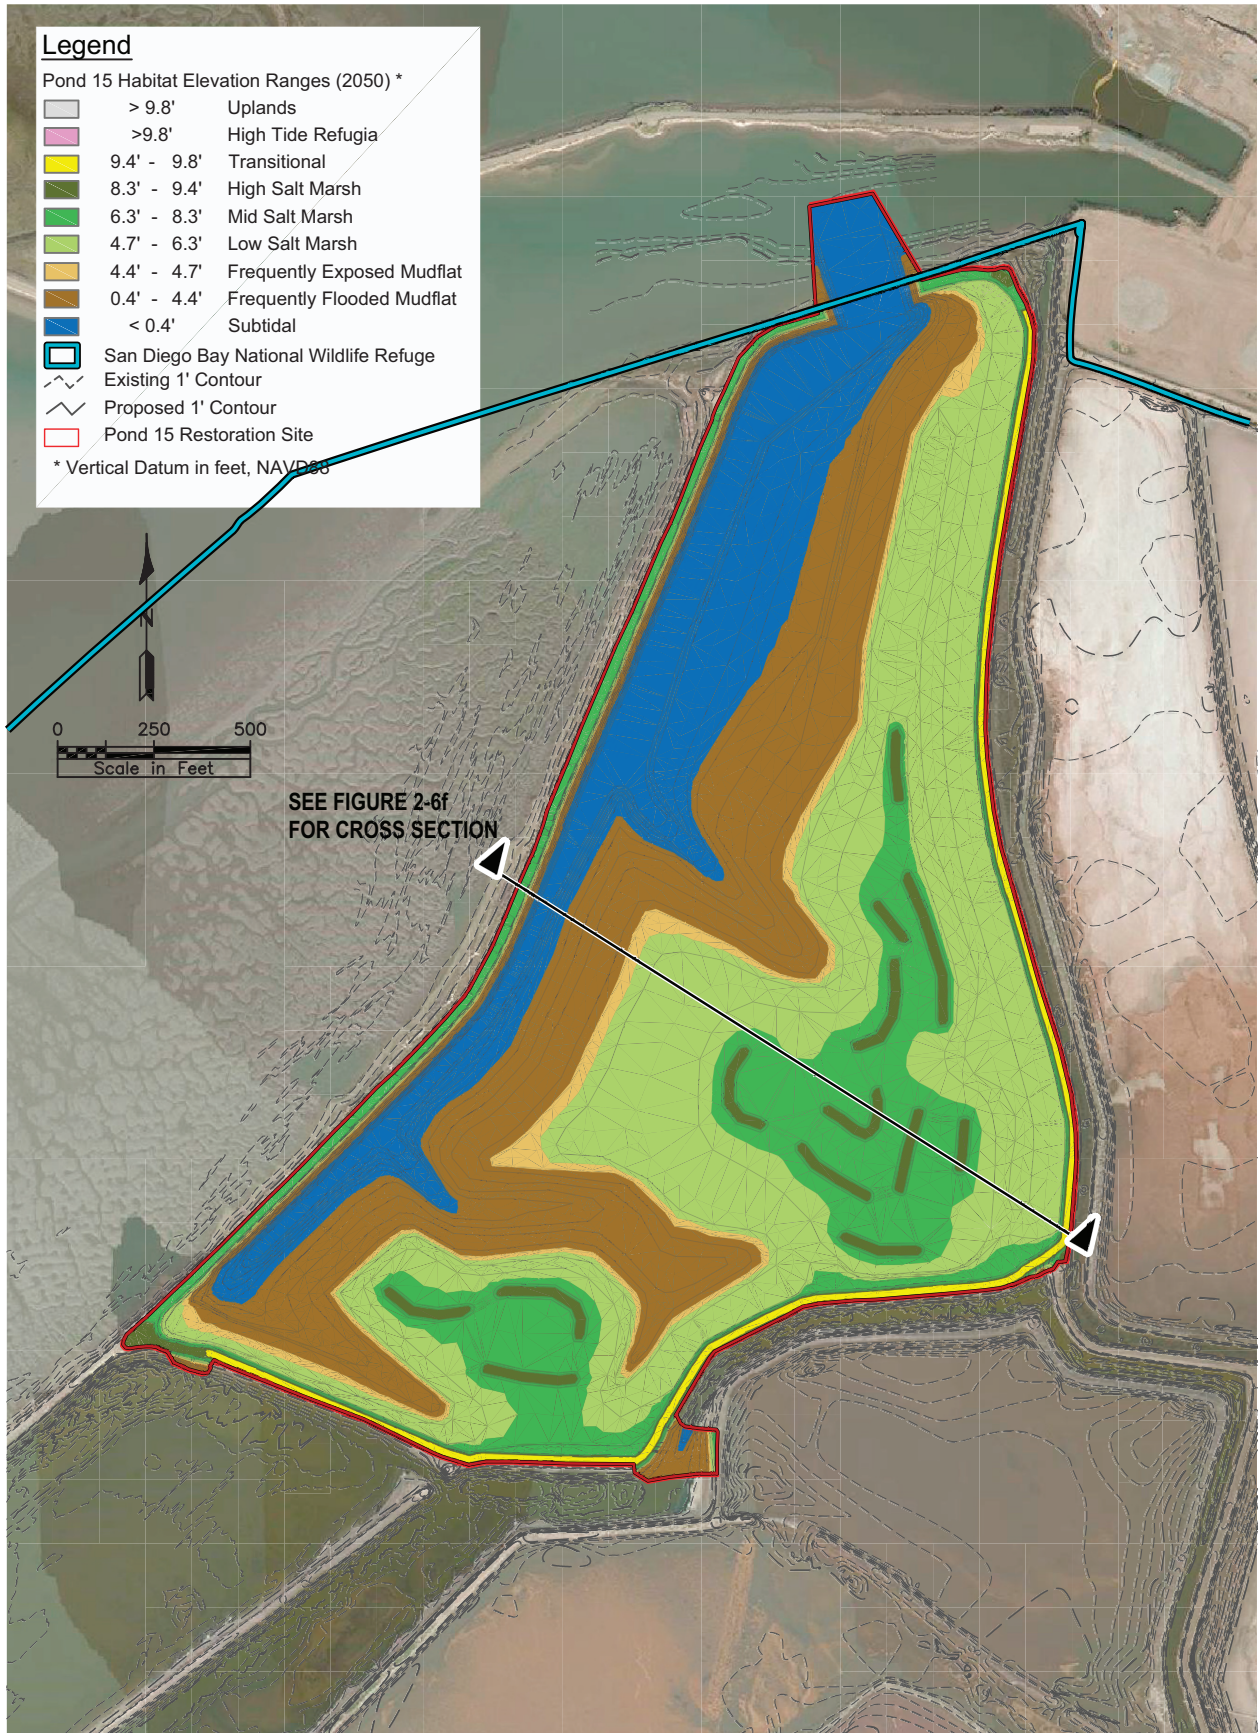 Legend
Pond 15 Habitat Elevation Ranges (2050) *
> 9.8' Uplands
>9.8' High Tide Refugia
9.4' - 9.8' Transitional
8.3' - 9.4' High Salt Marsh
6.3' - 8.3' Mid Salt Marsh
4.7' - 6.3' Low Salt Marsh
4.4' - 4.7' Frequently Exposed Mudflat
0.4' - 4.4' Frequently Flooded Mudflat
< 0.4' Subtidal
San Diego Bay National Wildlife Refuge
Existing 1' Contour
Proposed 1' Contour
Pond 15 Restoration Site
* Vertical Datum in feet, NAVD88
N
0 250 500
Scale in Feet
SEE FIGURE 2-6f
FOR CROSS SECTION